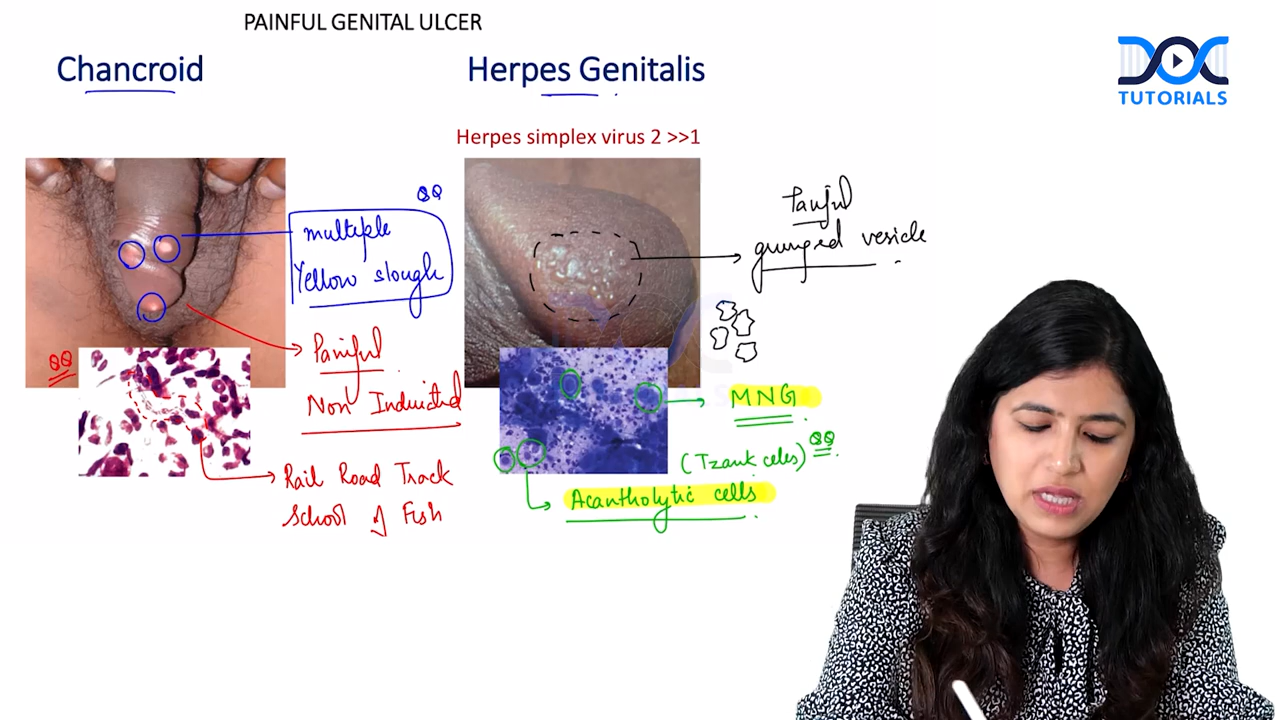 PAINFUL GENITAL ULCER
Chancroid
Herpes Genitalis
TUTORIALS
Herpes simplex virus 2 >>1
multiple
Yellow slough
Painful
Non Indurated
Rail Road Track
School of Fish
Painful
grouped vesicle
MNG
(Tzank celes)
Acantholytic cells